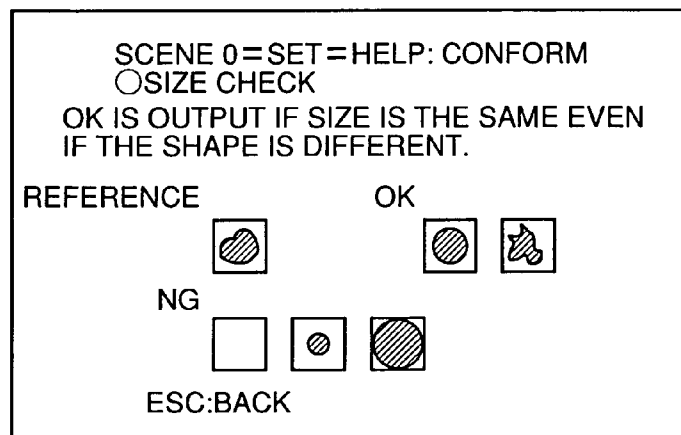 SCENE 0=SET=HELP: CONFORM
○SIZE CHECK
OK IS OUTPUT IF SIZE IS THE SAME EVEN
IF THE SHAPE IS DIFFERENT.
REFERENCE OK
NG
ESC:BACK